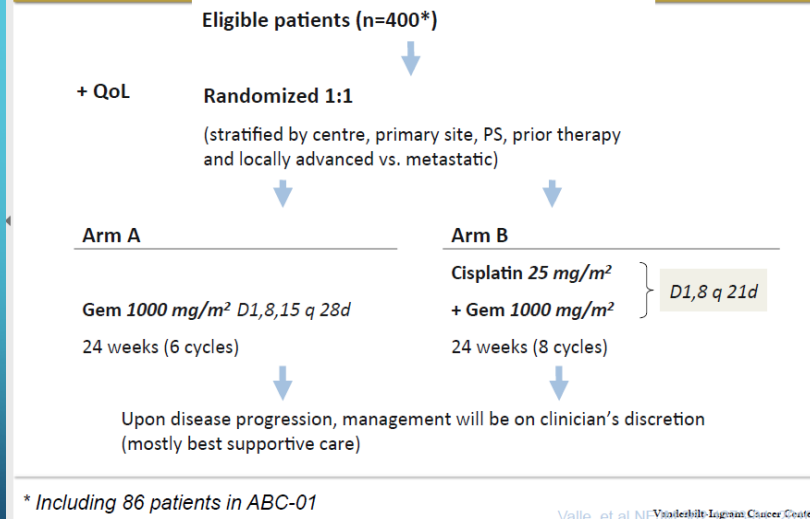 Eligible patients (n=400*)
+ QoL
Randomized 1:1
(stratified by centre, primary site, PS, prior therapy
and locally advanced vs. metastatic)
Arm A
Gem 1000 mg/m² D1,8,15 q 28d
24 weeks (6 cycles)
Arm B
Cisplatin 25 mg/m²
+ Gem 1000 mg/m²
D1,8 q 21d
24 weeks (8 cycles)
Upon disease progression, management will be on clinician's discretion
(mostly best supportive care)
* Including 86 patients in ABC-01
Valle, et al
Vanderbilt-Ingram Cancer